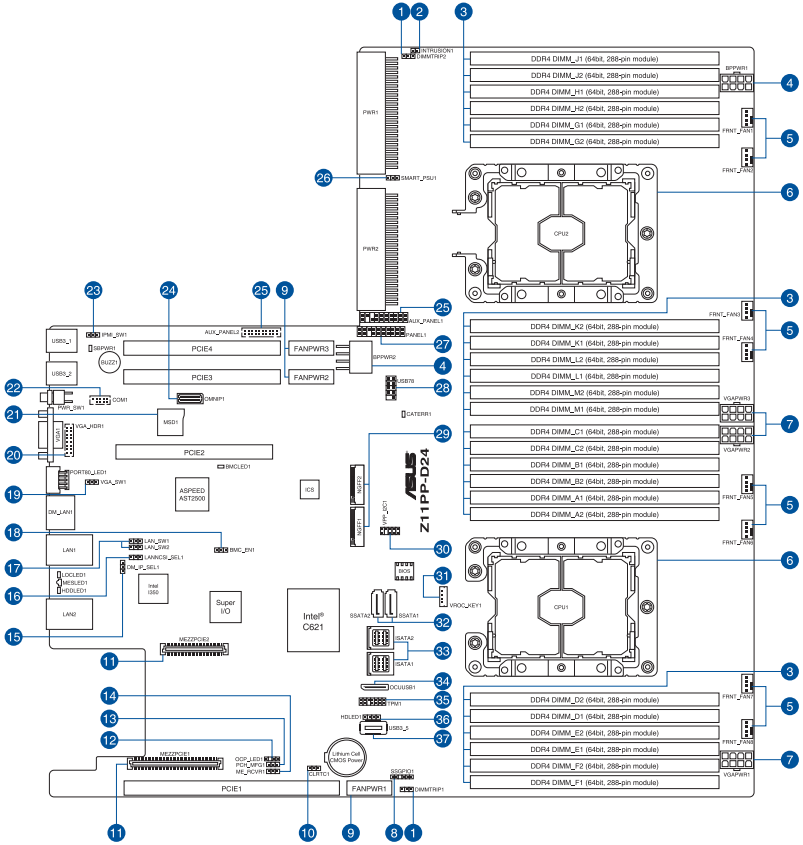 1 2 3
INTRUSION1
DIMMTRIP2
DDR4 DIMM_J1 (64bit, 288-pin module)
DDR4 DIMM_J2 (64bit, 288-pin module)
DDR4 DIMM_H1 (64bit, 288-pin module)
DDR4 DIMM_H2 (64bit, 288-pin module)
DDR4 DIMM_G1 (64bit, 288-pin module)
DDR4 DIMM_G2 (64bit, 288-pin module)
BPPWR1
4
PWR1
FRNT_FAN1
5
FRNT_FAN2
26
SMART_PSU1
6
CPU2
PWR2
23 24 25 9 25
3
IPMI_SW1
AUX_PANEL2
AUX_PANEL1
PANEL1
27
USB3_1
SBPWR1
BUZZ1
PCIE4
FANPWR3
BPPWR2
4
USB3_2
PCIE3
FANPWR2
USB78
28
22
PWR_SW1
COM1
OMNIP1
21
MSD1
CATERR1
VGA1
VGA_HDR1
20
PCIE2
29
PORT80_LED1
BMCLED1
19
VGA_SW1
DM_LAN1
ASPEED
AST2500
ICS
NGFF2
NGFF1
ASUS
Z11PP-D24
VPP_I2C1
30
18
BMC_EN1
LAN1
LAN_SW1
LAN_SW2
17
LANNCSI_SEL1
16
DM_IP_SEL1
15
LOCLED1
MESLED1
HDDLED1
LAN2
Intel
I350
Super
I/O
Intel®
C621
BIOS
31
VROC_KEY1
SSATA2
SSATA1
32
ISATA2
ISATA1
33
FRNT_FAN3
5
FRNT_FAN4
DDR4 DIMM_K2 (64bit, 288-pin module)
DDR4 DIMM_K1 (64bit, 288-pin module)
DDR4 DIMM_L2 (64bit, 288-pin module)
DDR4 DIMM_L1 (64bit, 288-pin module)
DDR4 DIMM_M2 (64bit, 288-pin module)
DDR4 DIMM_M1 (64bit, 288-pin module)
DDR4 DIMM_C1 (64bit, 288-pin module)
DDR4 DIMM_C2 (64bit, 288-pin module)
DDR4 DIMM_B1 (64bit, 288-pin module)
DDR4 DIMM_B2 (64bit, 288-pin module)
DDR4 DIMM_A1 (64bit, 288-pin module)
DDR4 DIMM_A2 (64bit, 288-pin module)
VGAPWR3
7
VGAPWR2
FRNT_FAN5
5
FRNT_FAN6
6
CPU1
MEZZPCIE2
11
OCUUSB1
34
TPM1
35
HDLED1
36
USB3_5
37
14
13
12
MEZZPCIE1
11
OCP_LED1
PCH_MFG1
ME_RCVR1
Lithium Cell
CMOS Power
CLRTC1
10
SSGPIO1
8
PCIE1
FANPWR1
9
DIMMTRIP1
1
3
DDR4 DIMM_D2 (64bit, 288-pin module)
DDR4 DIMM_D1 (64bit, 288-pin module)
DDR4 DIMM_E2 (64bit, 288-pin module)
DDR4 DIMM_E1 (64bit, 288-pin module)
DDR4 DIMM_F2 (64bit, 288-pin module)
DDR4 DIMM_F1 (64bit, 288-pin module)
FRNT_FAN7
5
FRNT_FAN8
7
VGAPWR1